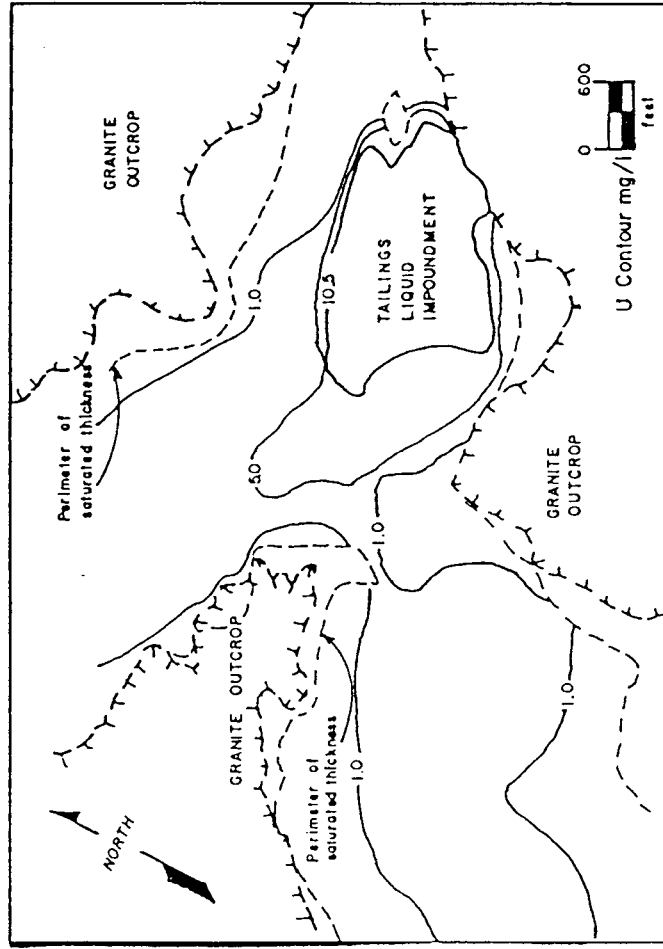 NORTH
GRANITE OUTCROP
Perimeter of
saturated thickness
GRANITE
OUTCROP
Perimeter of
saturated thickness
1.0
5.0
10.5
1.0
1.0
1.0
TAILINGS
LIQUID
IMPOUNDMENT
GRANITE
OUTCROP
0 600
feet
U Contour mg/l